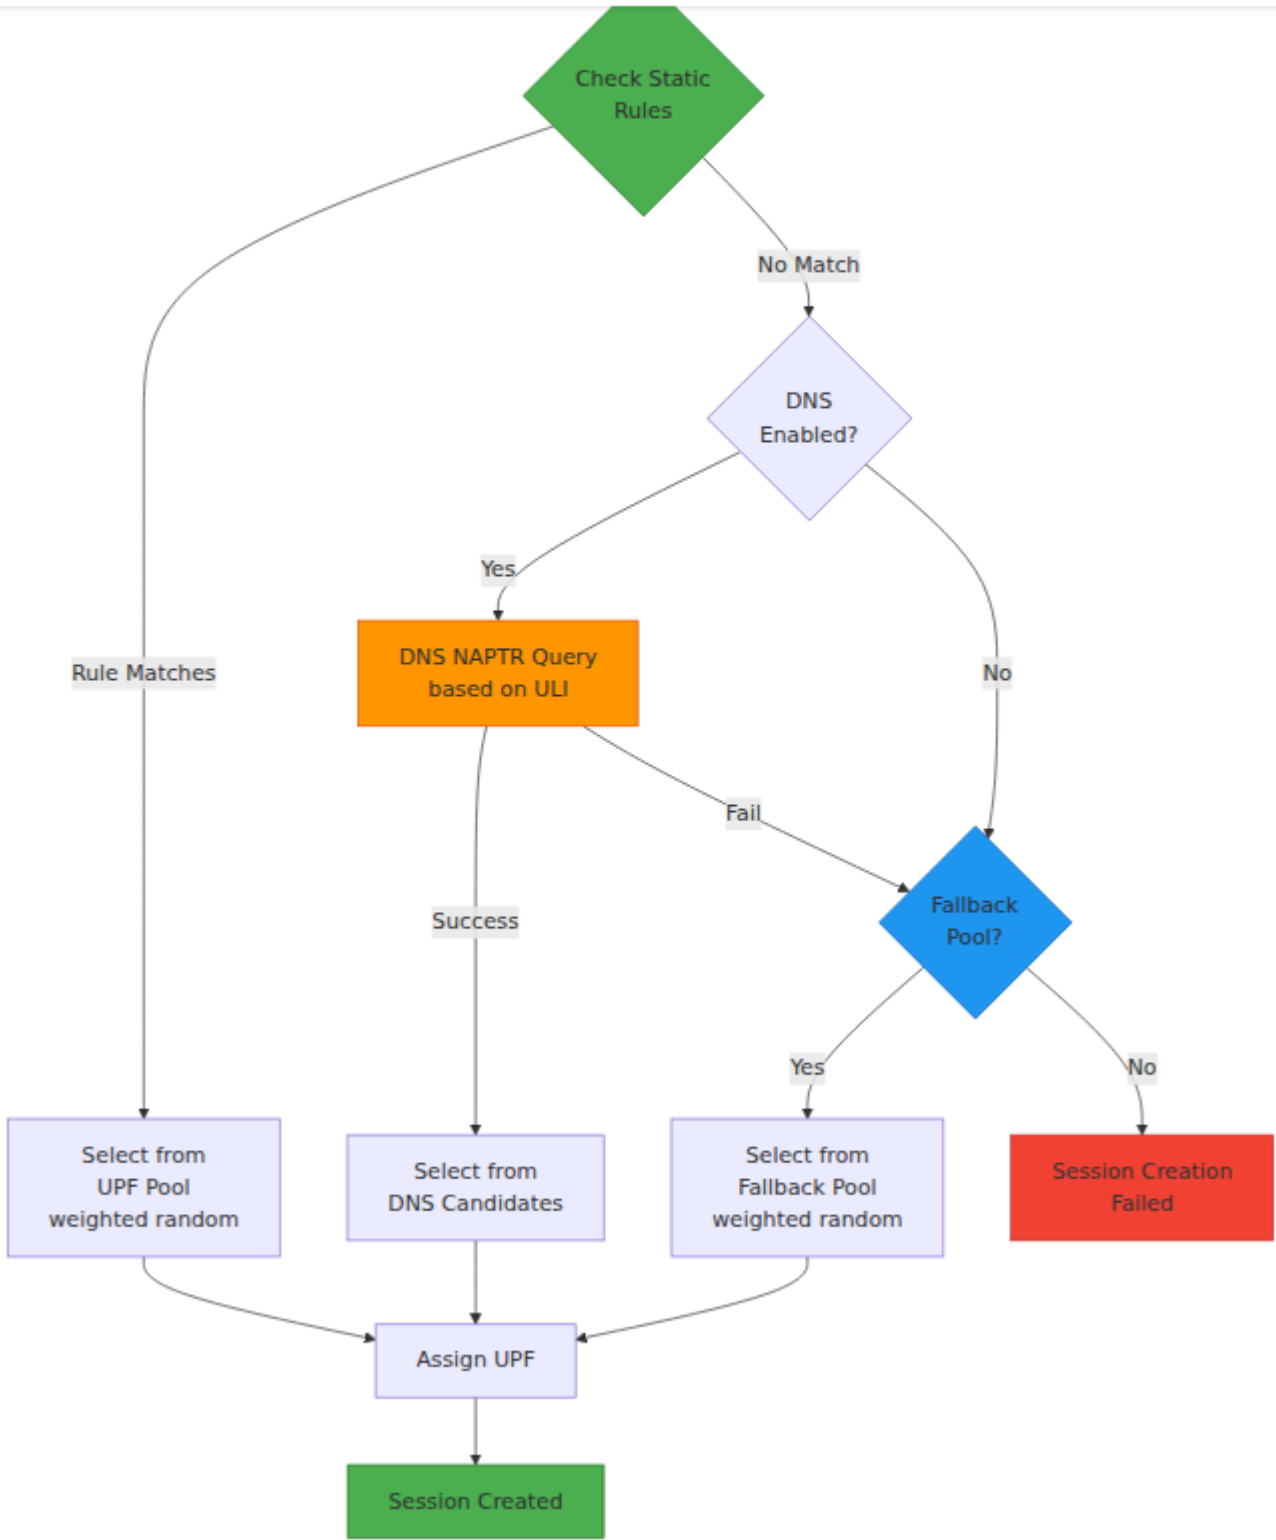 Check Static
Rules
No Match
DNS
Enabled?
Yes
DNS NAPTR Query
based on ULI
Rule Matches
No
Fail
Success
Fallback
Pool?
Yes
No
Select from
UPF Pool
weighted random
Select from
DNS Candidates
Select from
Fallback Pool
weighted random
Session Creation
Failed
Assign UPF
Session Created